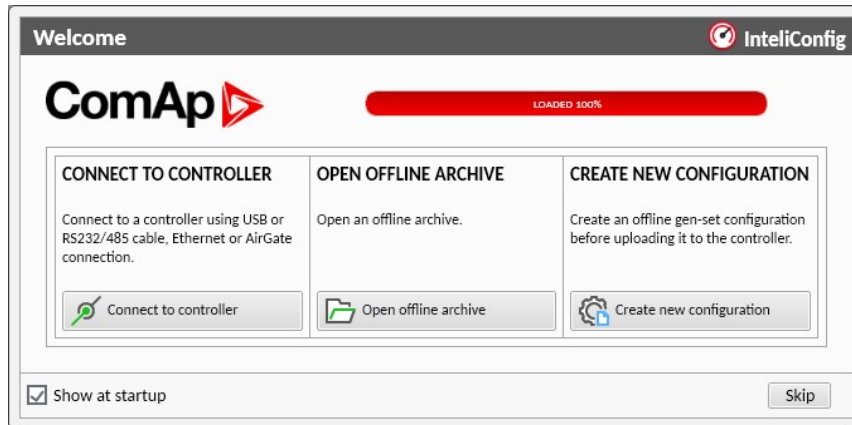 Welcome
InteliConfig
ComAp
LOADED 100%
CONNECT TO CONTROLLER
Connect to a controller using USB or
RS232/485 cable, Ethernet or AirGate
connection.
Connect to controller
OPEN OFFLINE ARCHIVE
Open an offline archive.
Open offline archive
CREATE NEW CONFIGURATION
Create an offline gen-set configuration
before uploading it to the controller.
Create new configuration
Show at startup
Skip